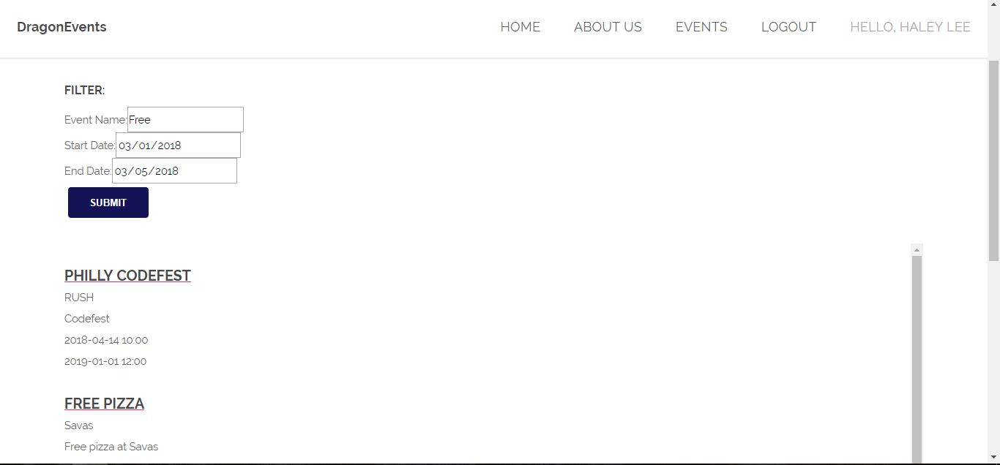 DragonEvents HOME ABOUT US EVENTS LOGOUT HELLO, HALEY LEE
FILTER:
Event Name: Free
Start Date: 03/01/2018
End Date: 03/05/2018
SUBMIT
PHILLY CODEFEST
RUSH
Codefest
2018-04-14 10:00
2019-01-01 12:00
FREE PIZZA
Savas
Free pizza at Savas